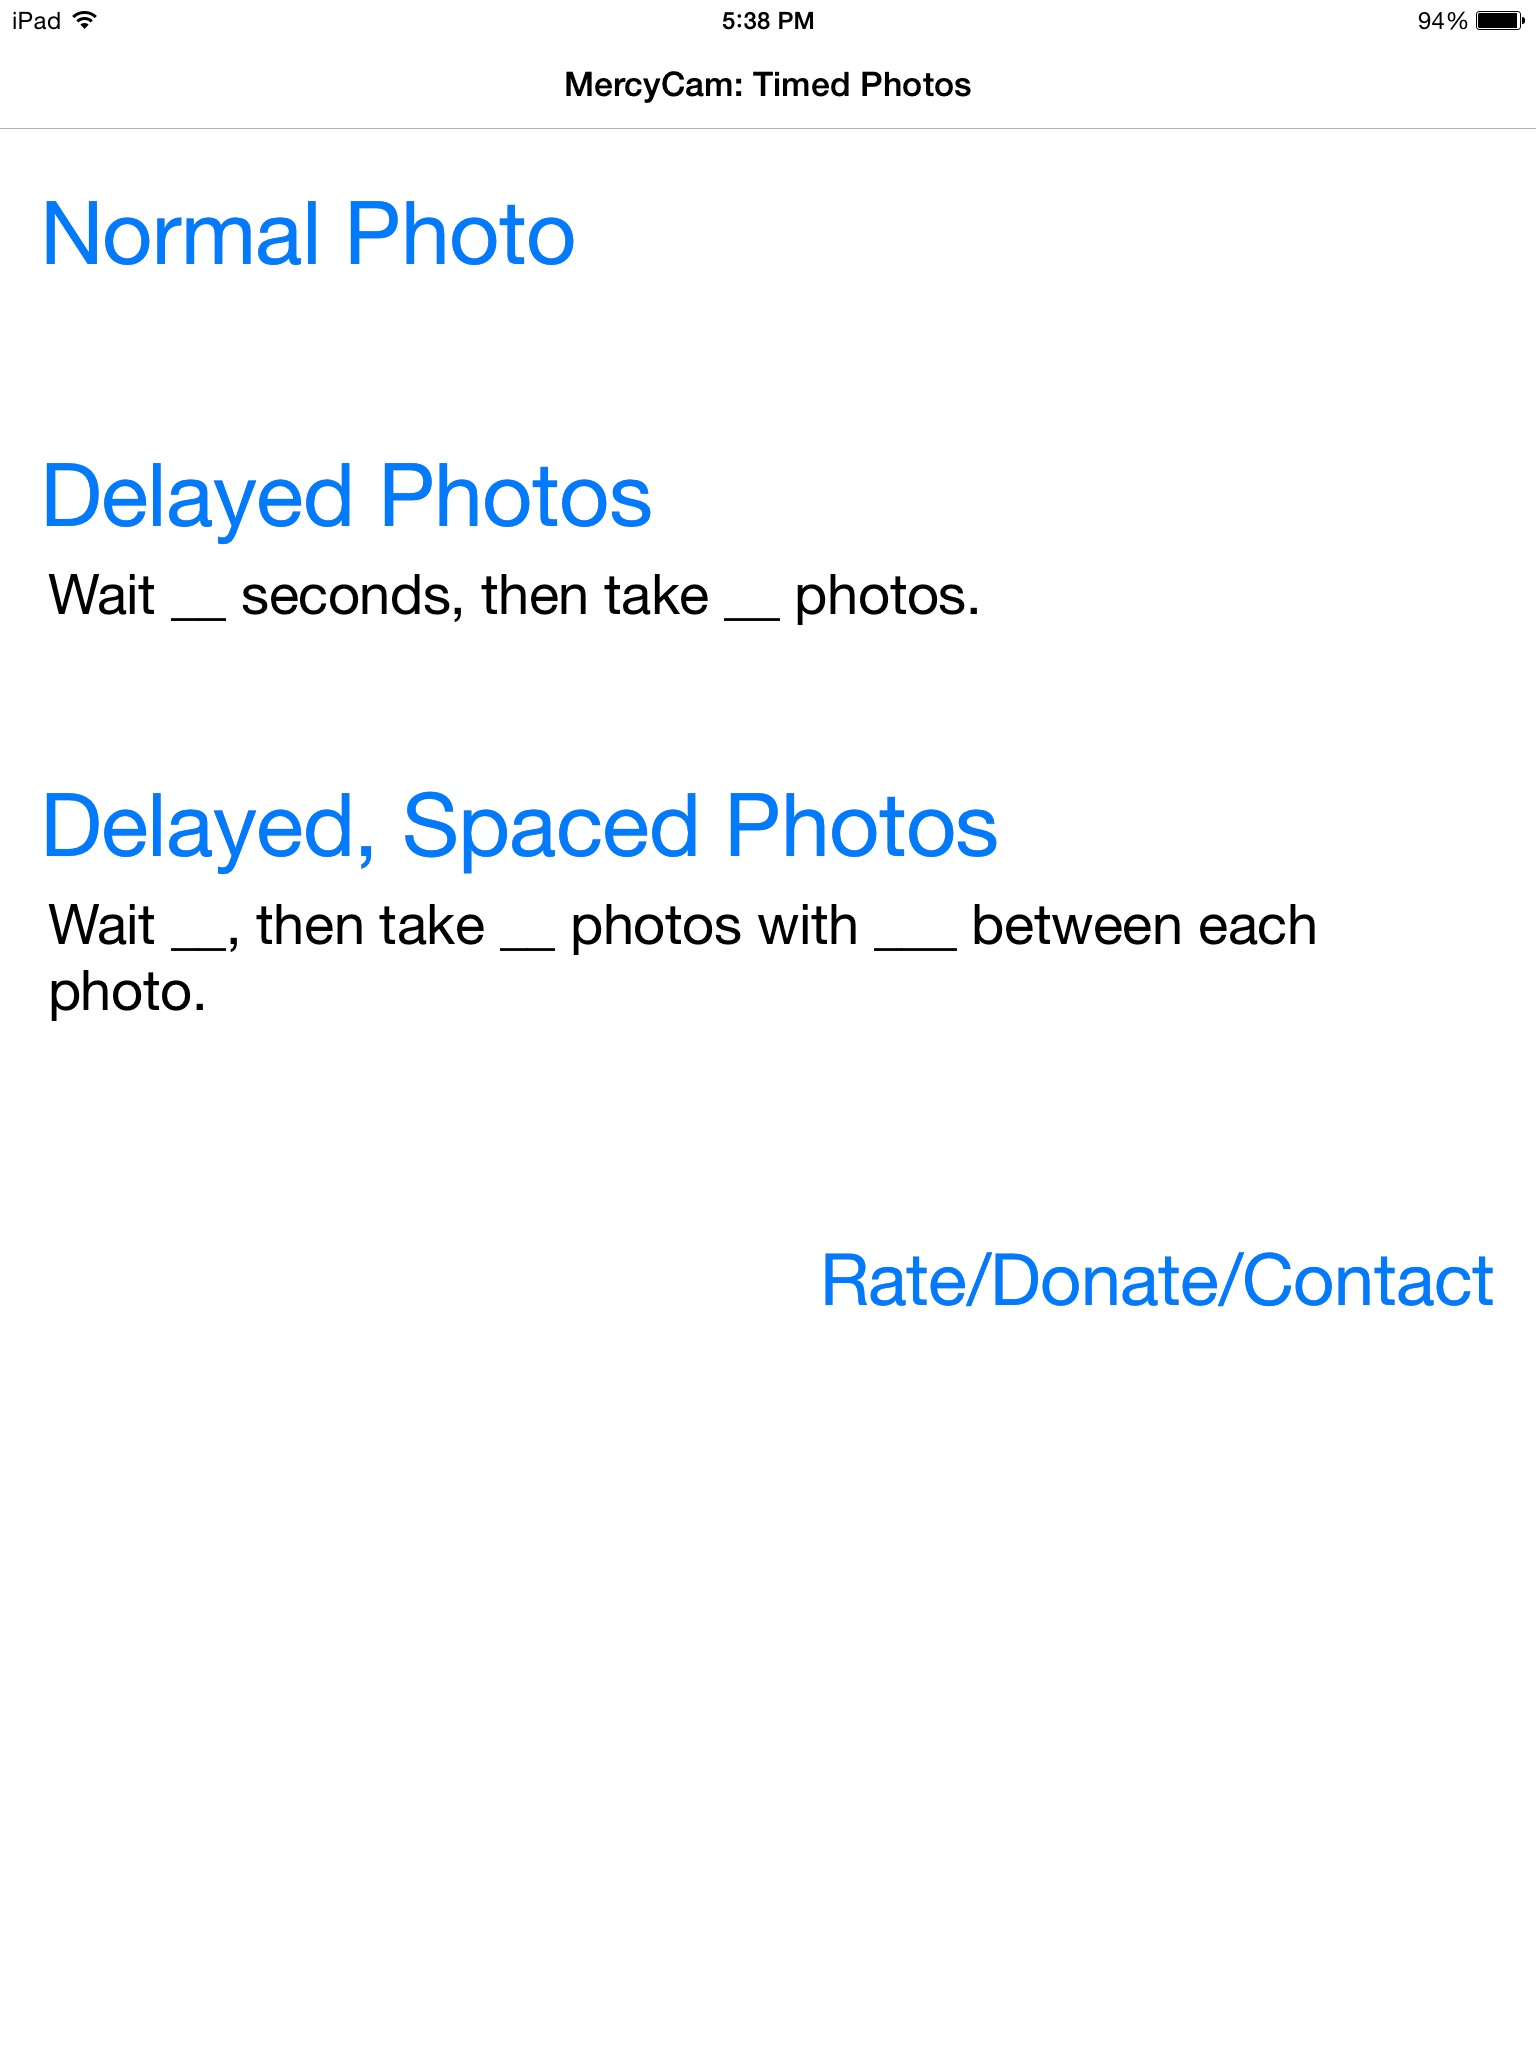 iPad 5:38 PM 94%
MercyCam: Timed Photos
Normal Photo
Delayed Photos
Wait __ seconds, then take __ photos.
Delayed, Spaced Photos
Wait __, then take __ photos with ___ between each
photo.
Rate/Donate/Contact